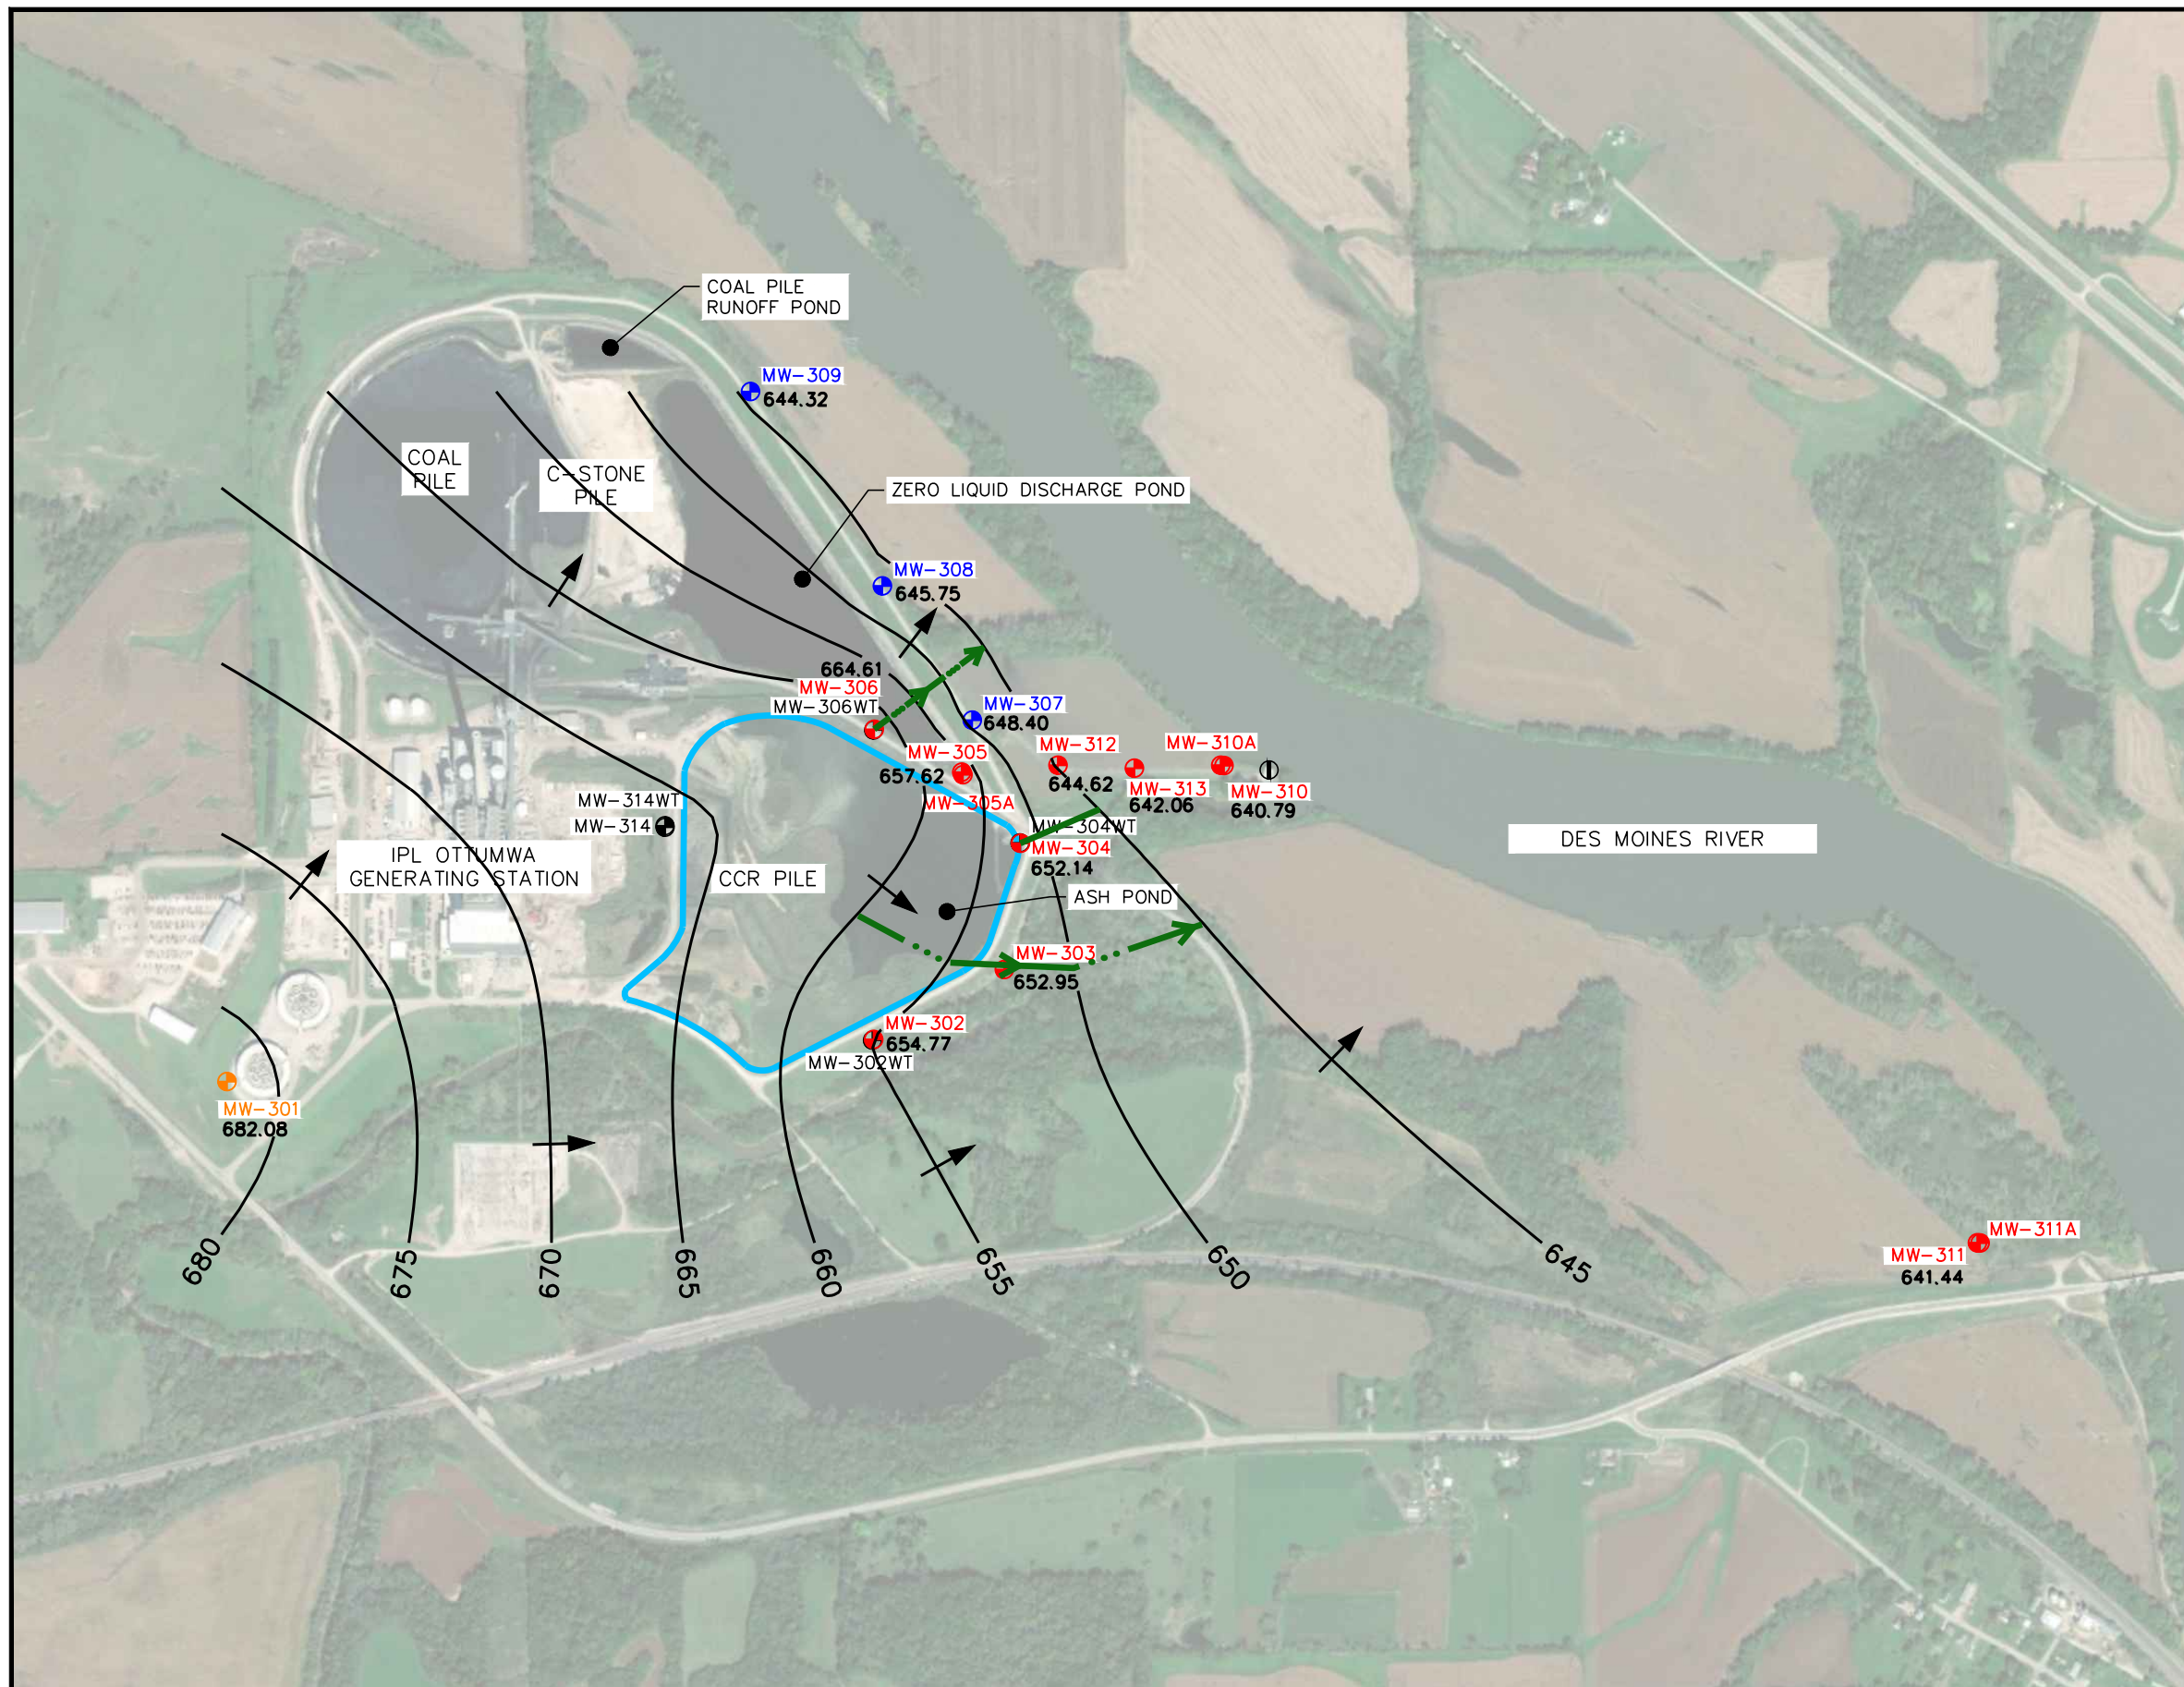 COAL PILE
RUNOFF POND
MW-309
644.32
COAL
PILE
C-STONE
PILE
ZERO LIQUID DISCHARGE POND
MW-308
645.75
664.61
MW-306
MW-306WT
MW-307
648.40
MW-305
657.62
MW-305A
MW-312
644.62
MW-310A
MW-313
642.06
MW-310
640.79
MW-314WT
MW-314
MW-304WT
MW-304
652.14
DES MOINES RIVER
IPL OTTUMWA
GENERATING STATION
CCR PILE
ASH POND
MW-303
652.95
MW-302
654.77
MW-302WT
MW-301
682.08
MW-311A
MW-311
641.44
680
675
670
665
660
655
650
645